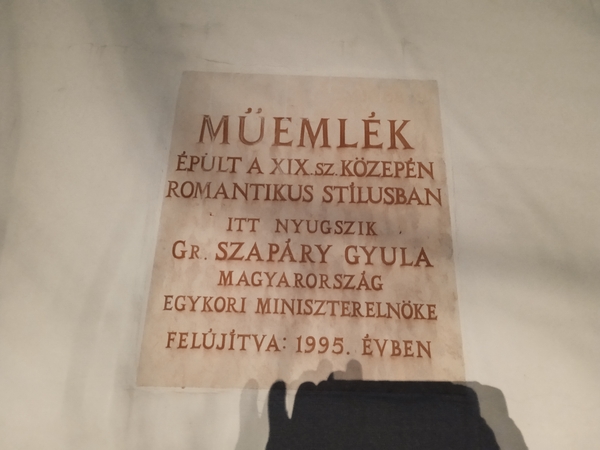 MŰEMLÉK
ÉPÜLT A XIX.SZ.KÖZEPÉN
ROMANTIKUS STÍLUSBAN
ITT NYUGSZIK
GR. SZAPÁRY GYULA
MAGYARORSZÁG
EGYKORI MINISZTERELNÖKE
FELÚJÍTVA: 1995. ÉVBEN